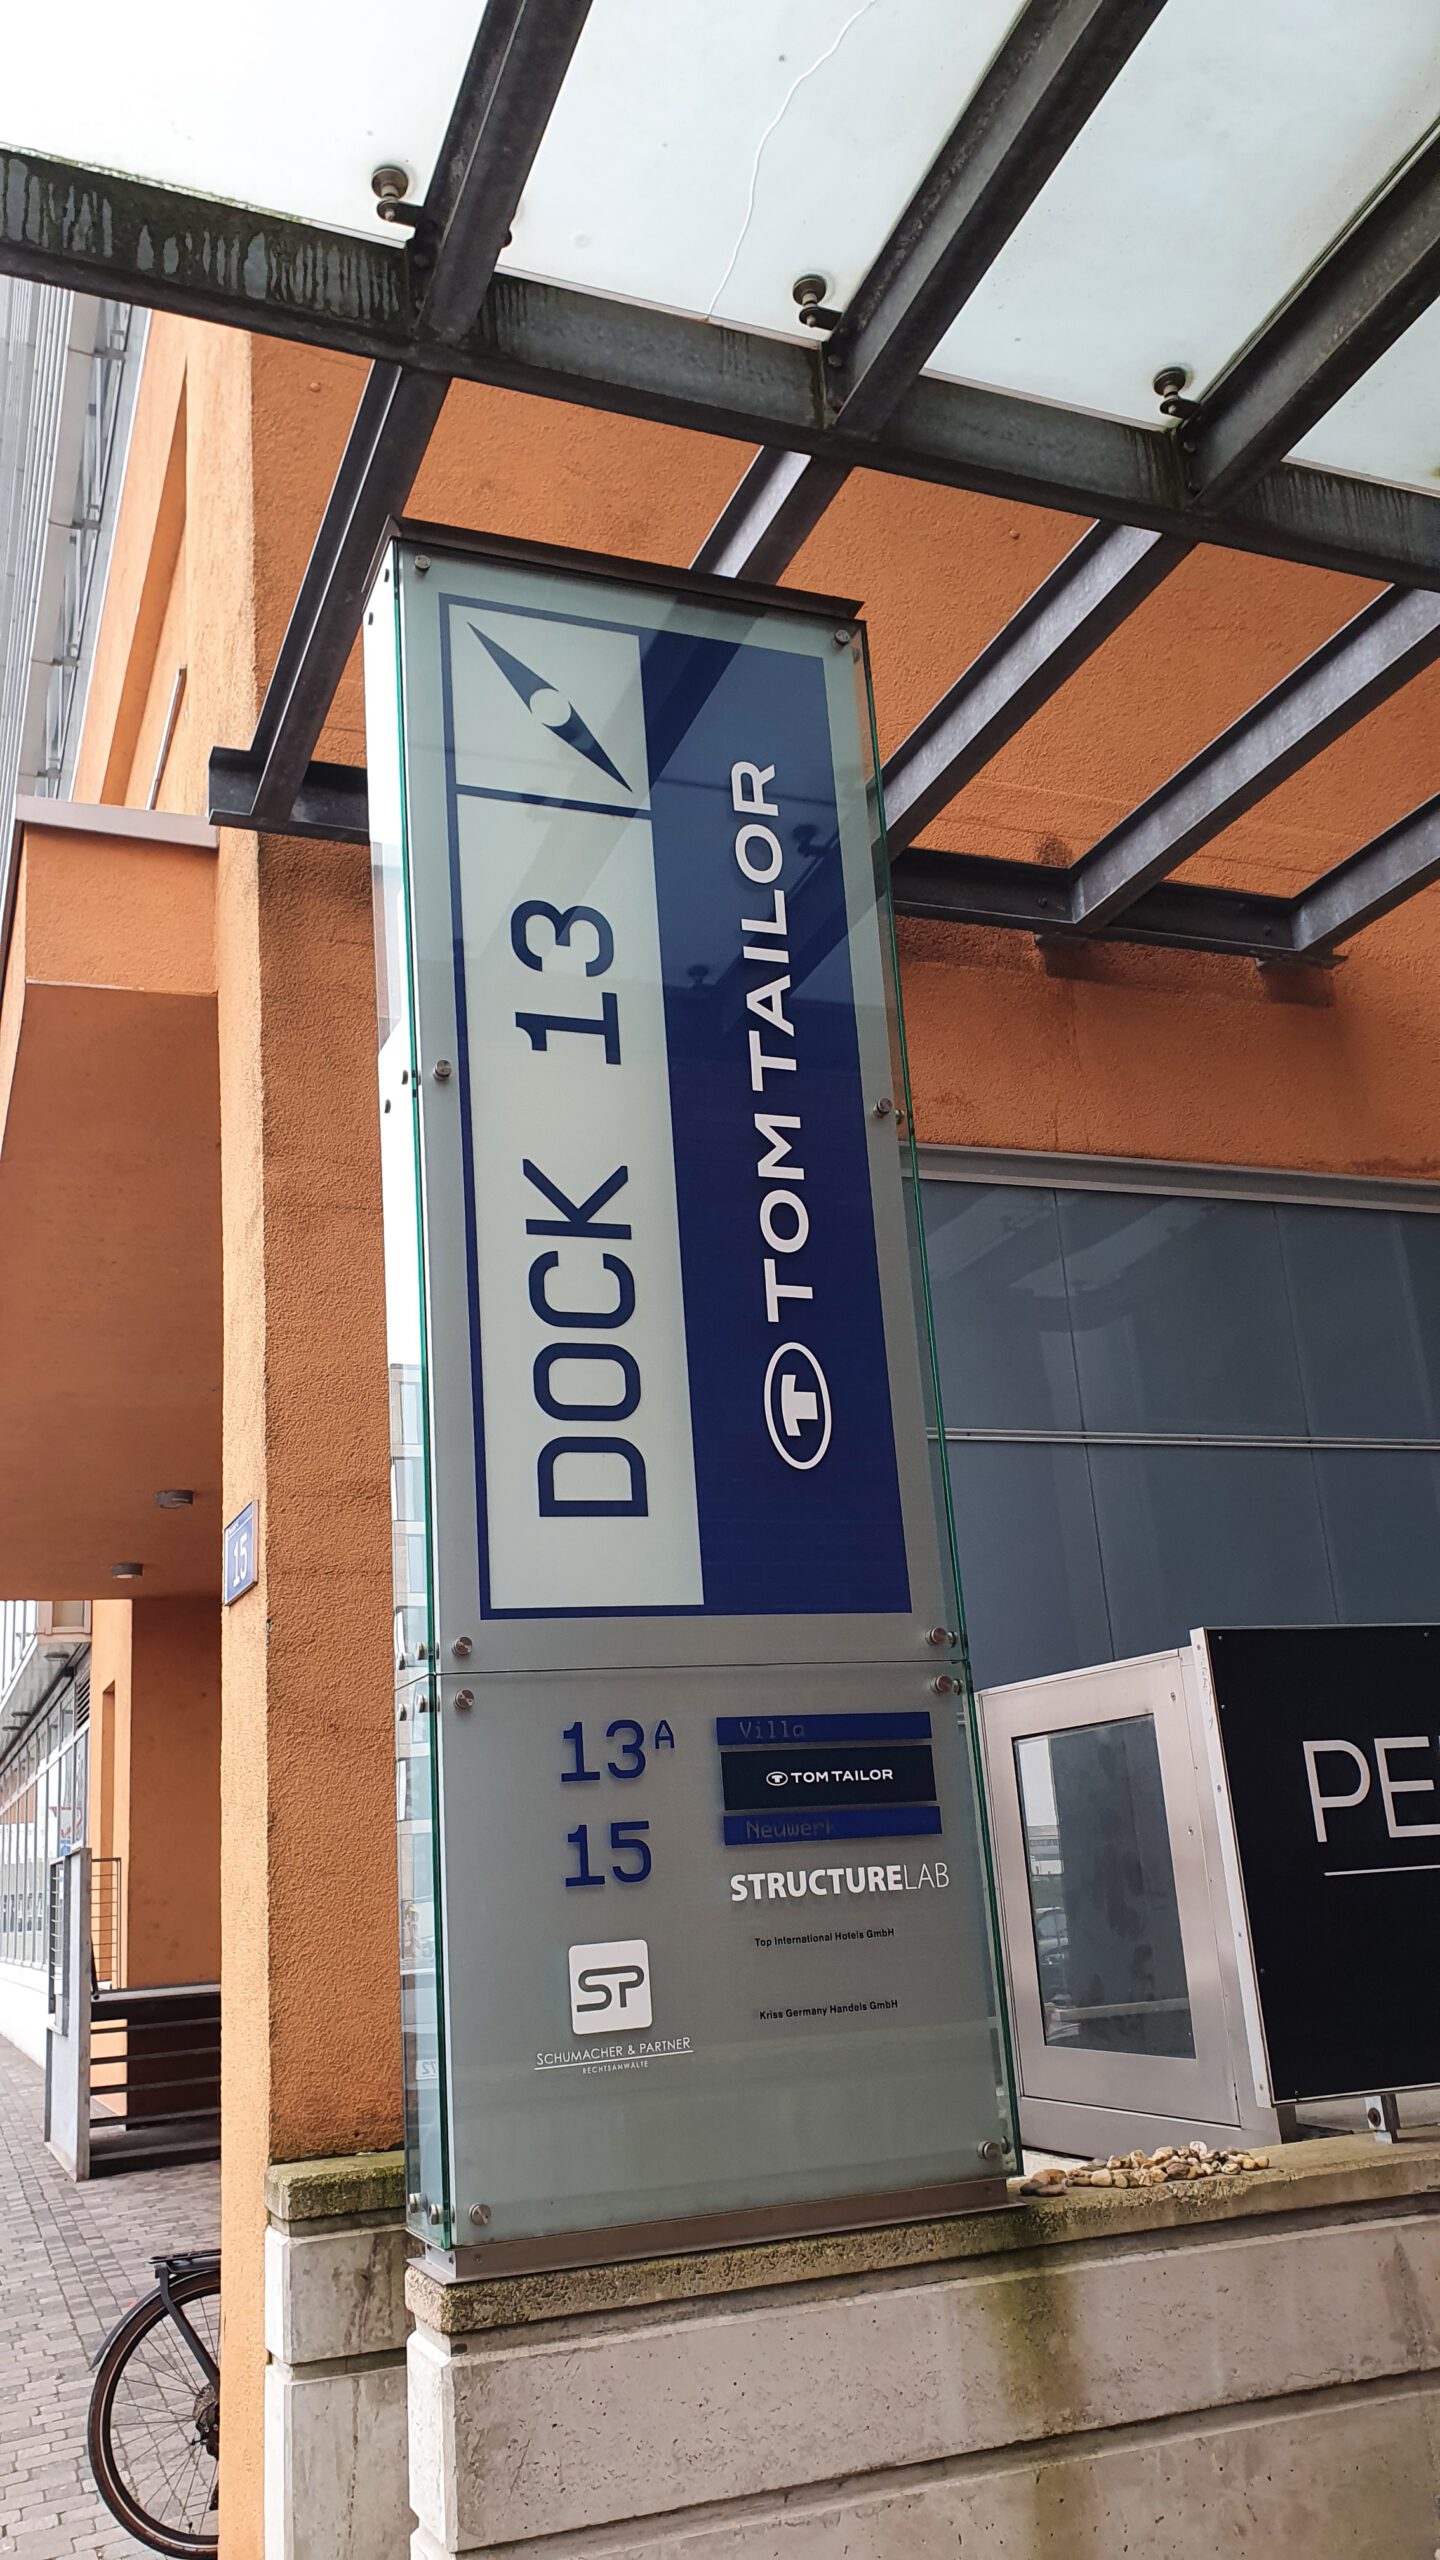 DOCK 13
TOM TAILOR
13A
15
Villa
TOM TAILOR
Neuwerk
STRUCTURELAB
Top International Hotels GmbH
Kriss Germany Handels GmbH
SP
SCHUMACHER & PARTNER
RECHTSANWÄLTE
15
PE